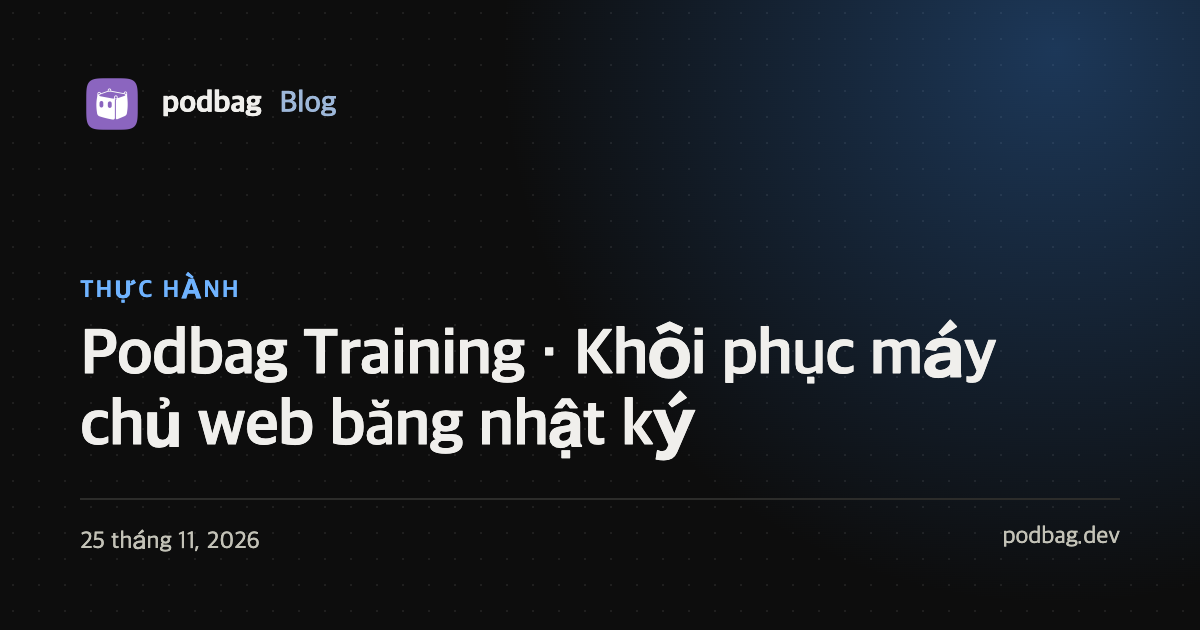 podbag Blog
THỰC HÀNH
Podbag Training · Khôi phục máy
chủ web băng nhật ký
25 tháng 11, 2026
podbag.dev